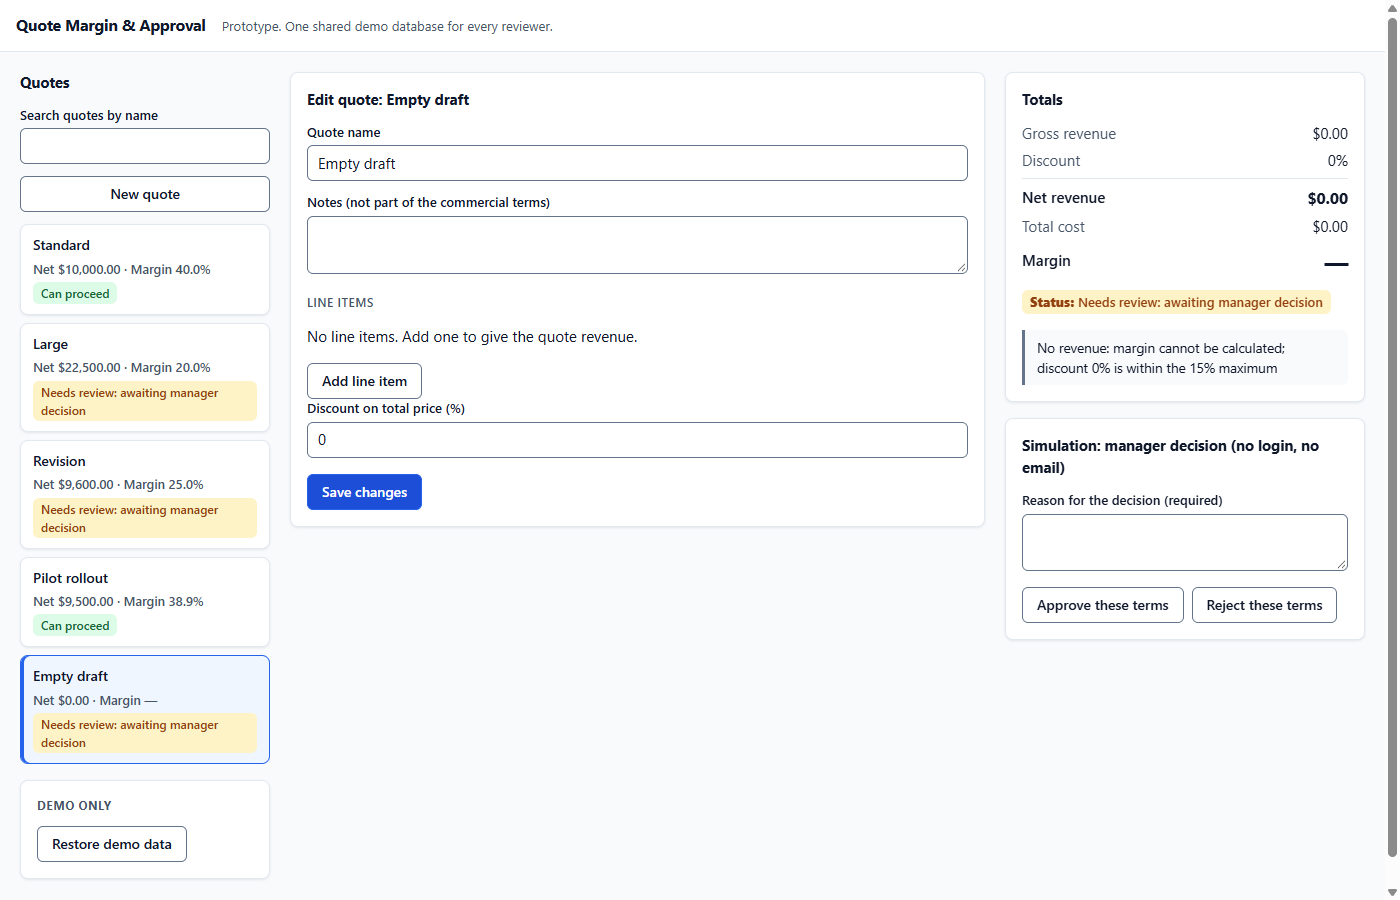 Quote Margin & Approval
Prototype. One shared demo database for every reviewer.
Quotes
Search quotes by name
New quote
Standard
Net $10,000.00 · Margin 40.0%
Can proceed
Large
Net $22,500.00 · Margin 20.0%
Needs review: awaiting manager
decision
Revision
Net $9,600.00 · Margin 25.0%
Needs review: awaiting manager
decision
Pilot rollout
Net $9,500.00 · Margin 38.9%
Can proceed
Empty draft
Net $0.00 · Margin —
Needs review: awaiting manager
decision
DEMO ONLY
Restore demo data
Edit quote: Empty draft
Quote name
Empty draft
Notes (not part of the commercial terms)
LINE ITEMS
No line items. Add one to give the quote revenue.
Add line item
Discount on total price (%)
0
Save changes
Totals
Gross revenue $0.00
Discount 0%
Net revenue $0.00
Total cost $0.00
Margin —
Status: Needs review: awaiting manager decision
No revenue: margin cannot be calculated;
discount 0% is within the 15% maximum
Simulation: manager decision (no login, no
email)
Reason for the decision (required)
Approve these terms
Reject these terms